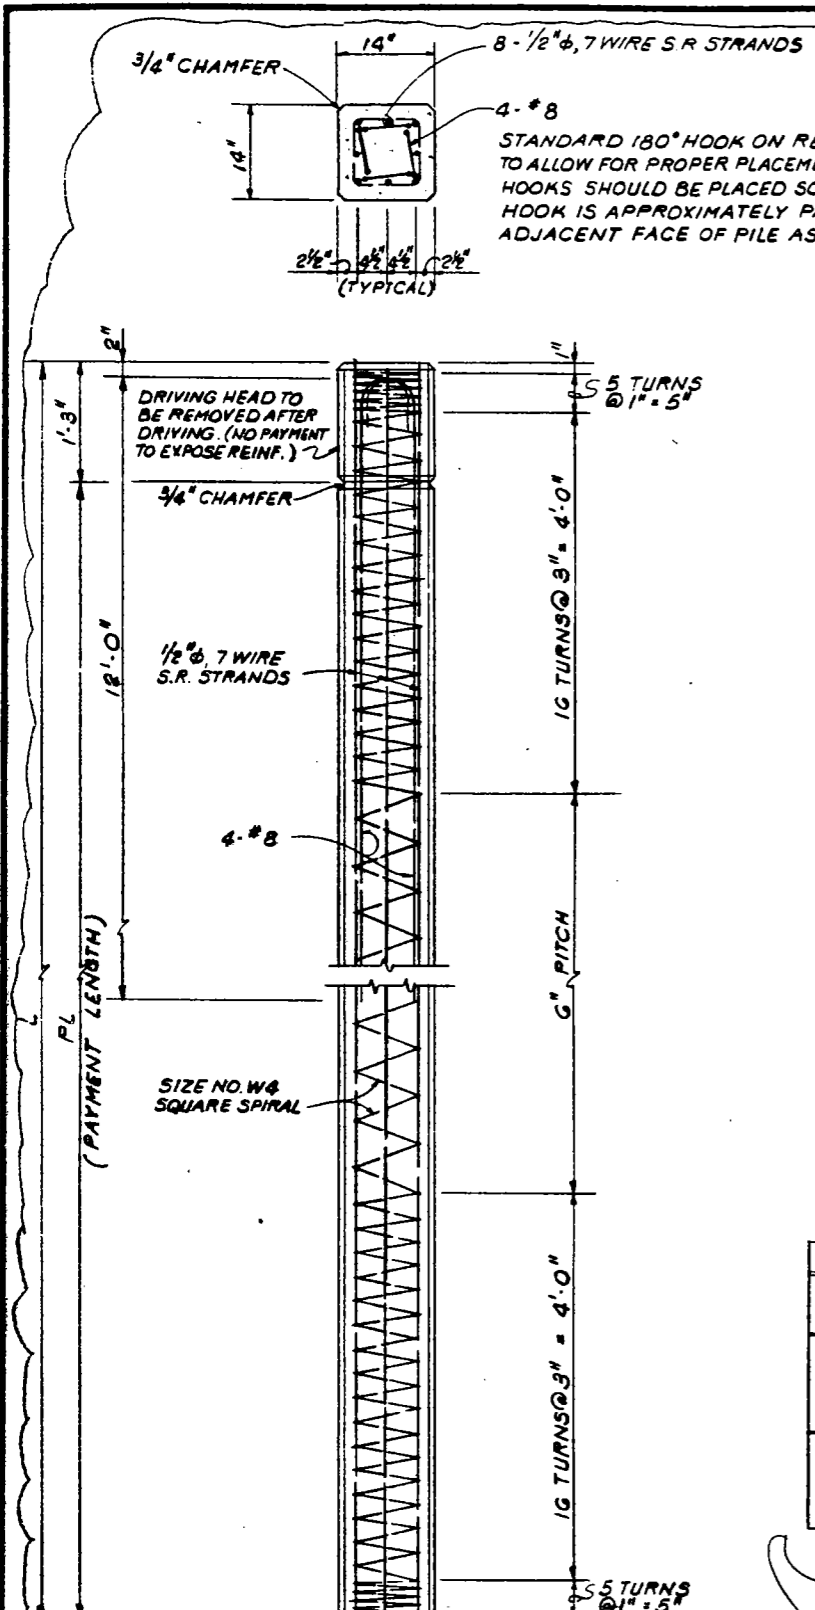 14"
8-1/2"φ, 7 WIRE S.R STRANDS
3/4" CHAMFER
4-#8
14"
STANDARD 180° HOOK ON RE
TO ALLOW FOR PROPER PLACEME
HOOKS SHOULD BE PLACED SO
HOOK IS APPROXIMATELY PA
ADJACENT FACE OF PILE AS
2½" 4½" 4½" 2½"
(TYPICAL)
2"
1"
5 TURNS
@ 1" = 5"
DRIVING HEAD TO
BE REMOVED AFTER
DRIVING. (NO PAYMENT
TO EXPOSE REINF.)
1'-3"
3/4" CHAMFER
16 TURNS @ 3" = 4'-0"
1/2"φ, 7 WIRE
S.R. STRANDS
4-#8
6" PITCH
L
PL
(PAYMENT LENGTH)
SIZE NO. W4
SQUARE SPIRAL
16 TURNS @ 3" = 4'-0"
5 TURNS
@ 1" = 5"